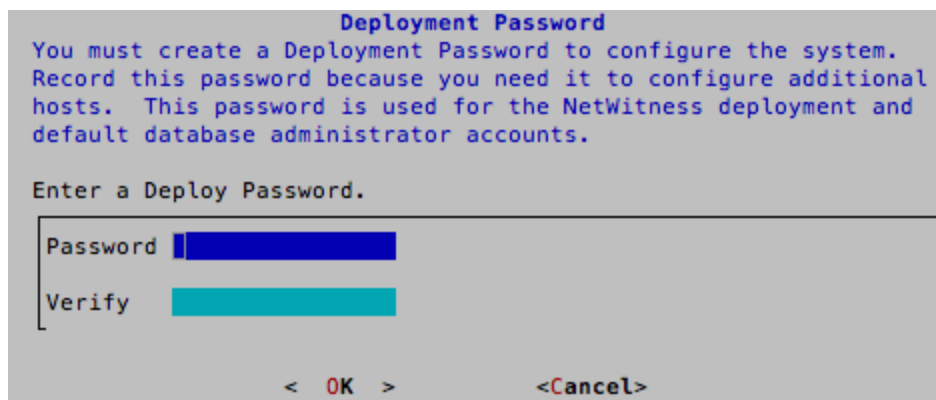 Deployment Password
You must create a Deployment Password to configure the system.
Record this password because you need it to configure additional
hosts.  This password is used for the NetWitness deployment and
default database administrator accounts.
Enter a Deploy Password.
Password
Verify
<  OK  >
<Cancel>